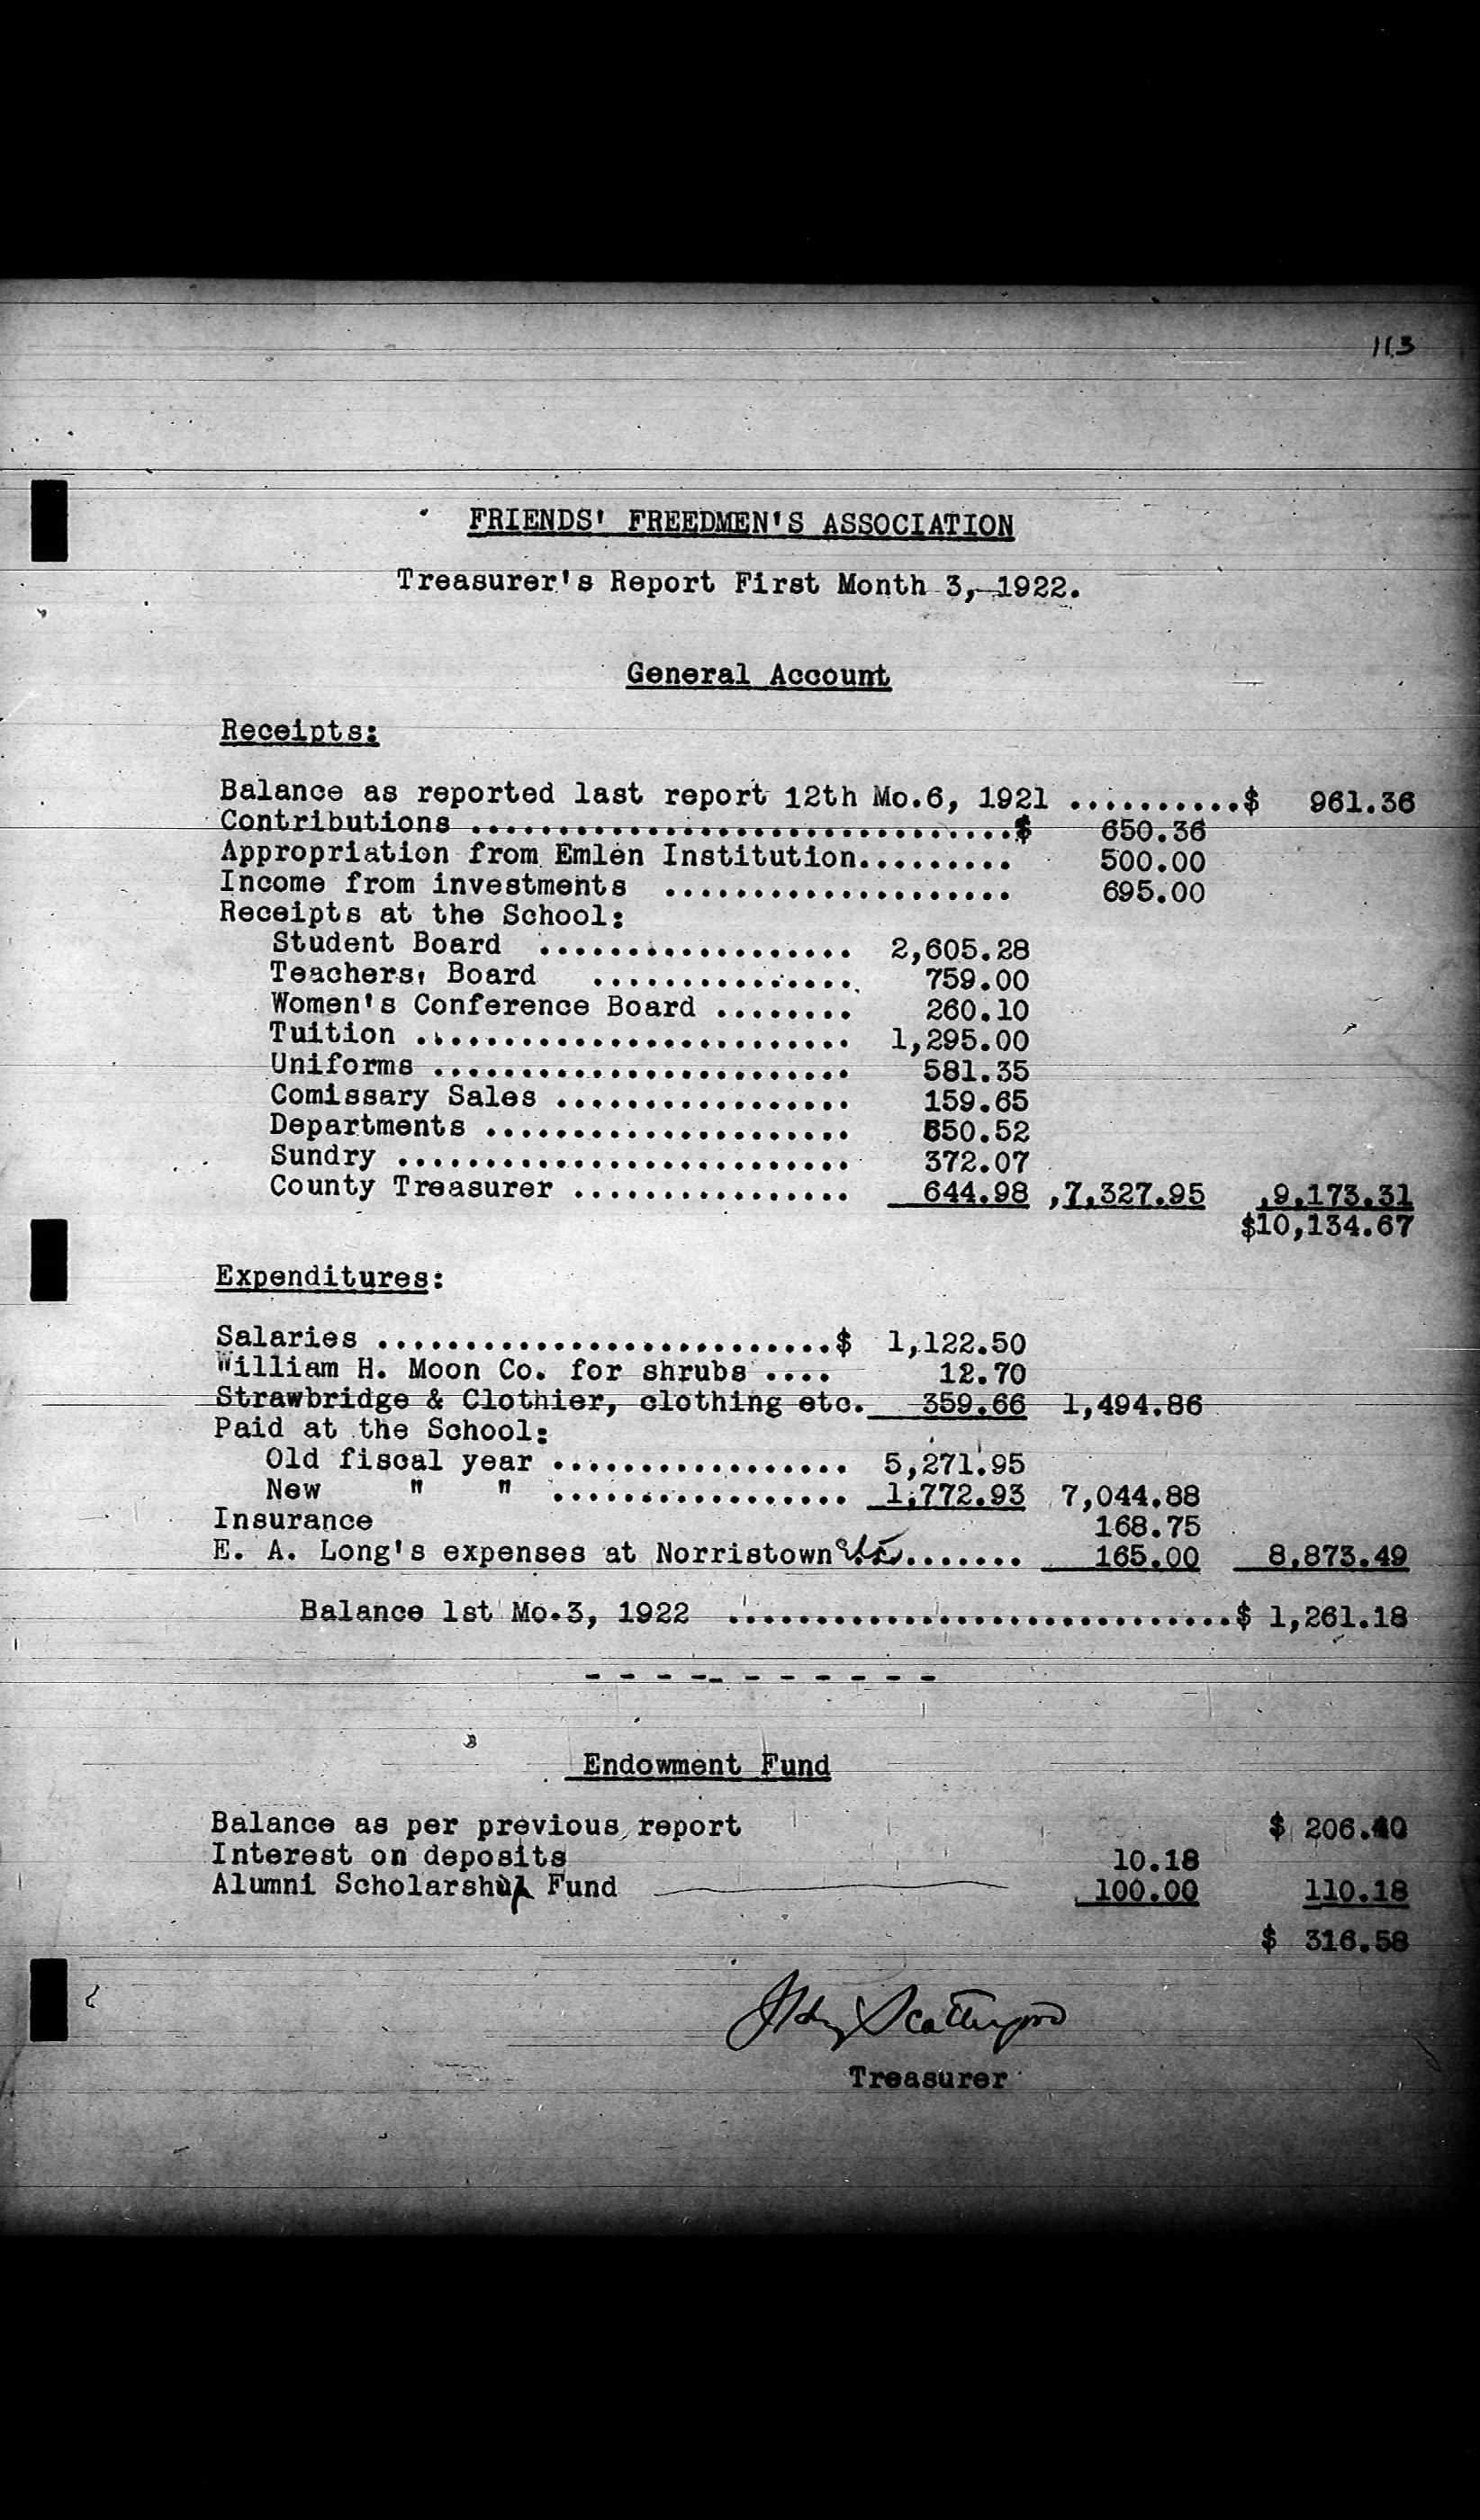 113
FRIENDS' FREEDMEN'S ASSOCIATION
Treasurer's Report First Month 3, 1922.
General Account
Receipts:
Balance as reported last report 12th Mo.6, 1921 ..........$ 961.36
Contributions ...............................$ 650.36
Appropriation from Emlen Institution......... 500.00
Income from investments .................... 695.00
Receipts at the School:
Student Board .................. 2,605.28
Teachers' Board ............... 759.00
Women's Conference Board ........ 260.10
Tuition ......................... 1,295.00
Uniforms ........................ 581.35
Comissary Sales ................. 159.65
Departments ..................... 650.52
Sundry .......................... 372.07
County Treasurer ................ 644.98 7,327.95 9,173.31
$10,134.67
Expenditures:
Salaries ..........................$ 1,122.50
William H. Moon Co. for shrubs .... 12.70
Strawbridge & Clothier, clothing etc. 359.66 1,494.86
Paid at the School:
Old fiscal year ................. 5,271.95
New " " ................. 1,772.93 7,044.88
Insurance 168.75
E. A. Long's expenses at Norristown ....... 165.00 8,873.49
Balance 1st Mo.3, 1922 .............................$ 1,261.18
- - - - - - - - - -
Endowment Fund
Balance as per previous report $ 206.40
Interest on deposits 10.18
Alumni Scholarship Fund 100.00 110.18
$ 316.58
J Hy Scattergood
Treasurer